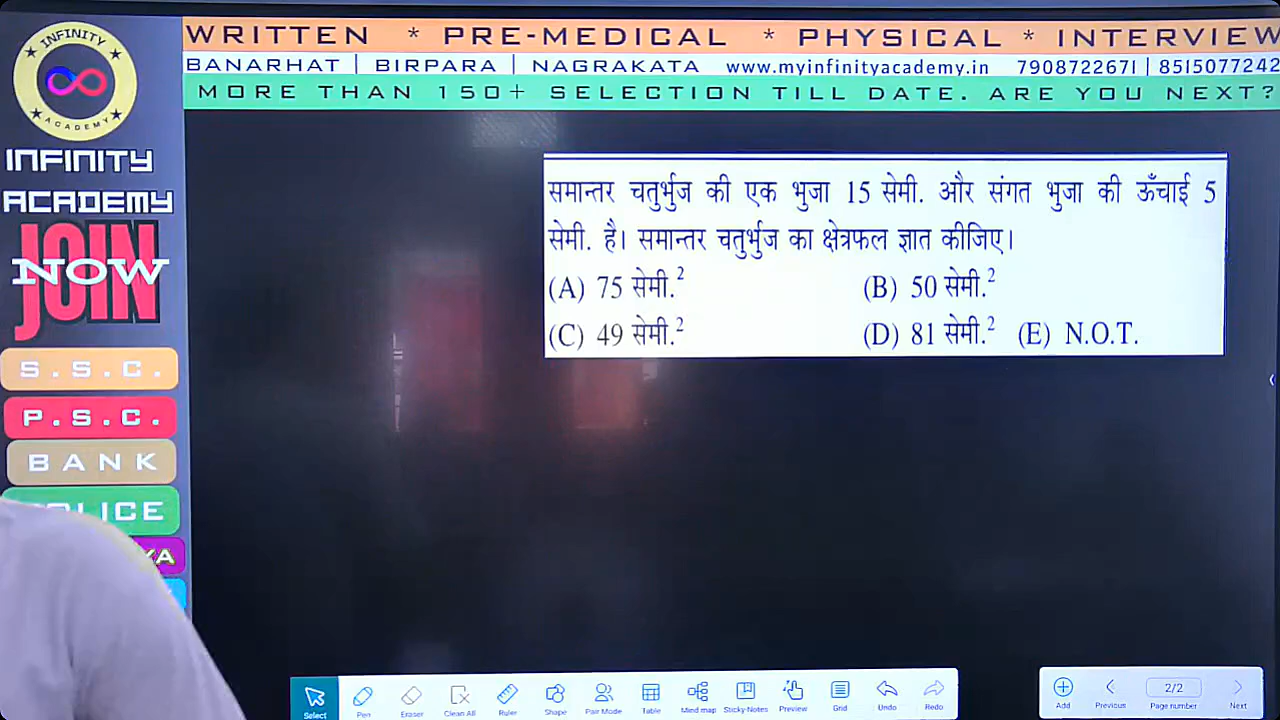 WRITTEN * PRE-MEDICAL * PHYSICAL * INTERVIEW
BANARHAT | BIRPARA | NAGRAKATA www.myinfinityacademy.in 7908722671 | 8515077242
MORE THAN 150+ SELECTION TILL DATE. ARE YOU NEXT?
INFINITY
ACADEMY
INFINITY
ACADEMY
JOIN
NOW
S.S.C.
P.S.C.
BANK
समान्तर चतुर्भुज की एक भुजा 15 सेमी. और संगत भुजा की ऊँचाई 5
सेमी. है। समान्तर चतुर्भुज का क्षेत्रफल ज्ञात कीजिए।
(A) 75 सेमी.² (B) 50 सेमी.²
(C) 49 सेमी.² (D) 81 सेमी.² (E) N.O.T.
Select Pen Eraser Clean All Ruler Shape Pair Mode Table Mind map Sticky-Notes Preview Grid Undo Redo
2/2
Add Previous Page number Next